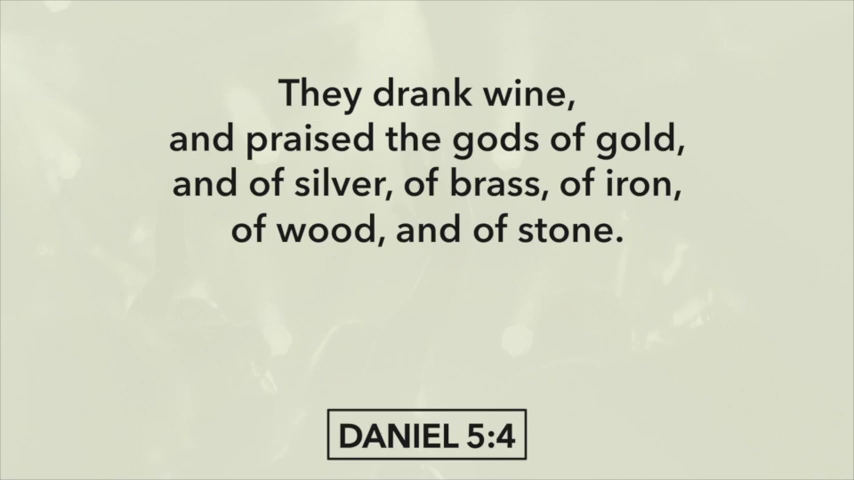 They drank wine,
and praised the gods of gold,
and of silver, of brass, of iron,
of wood, and of stone.
DANIEL 5:4